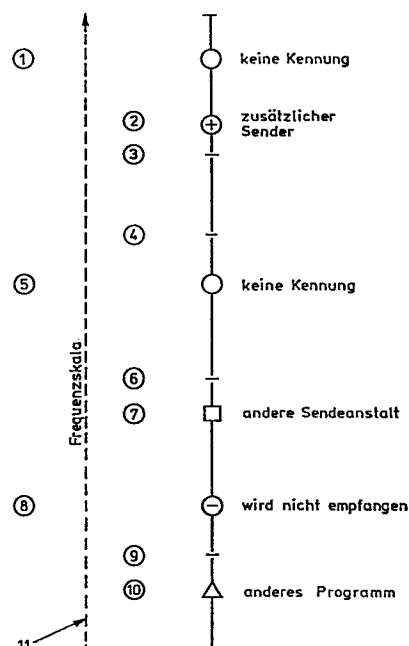 ① keine Kennung
② zusätzlicher
Sender
③
④
⑤ keine Kennung
⑥
Frequenzskala
⑦ andere Sendeanstalt
⑧ wird nicht empfangen
⑨
⑩ anderes Programm
11